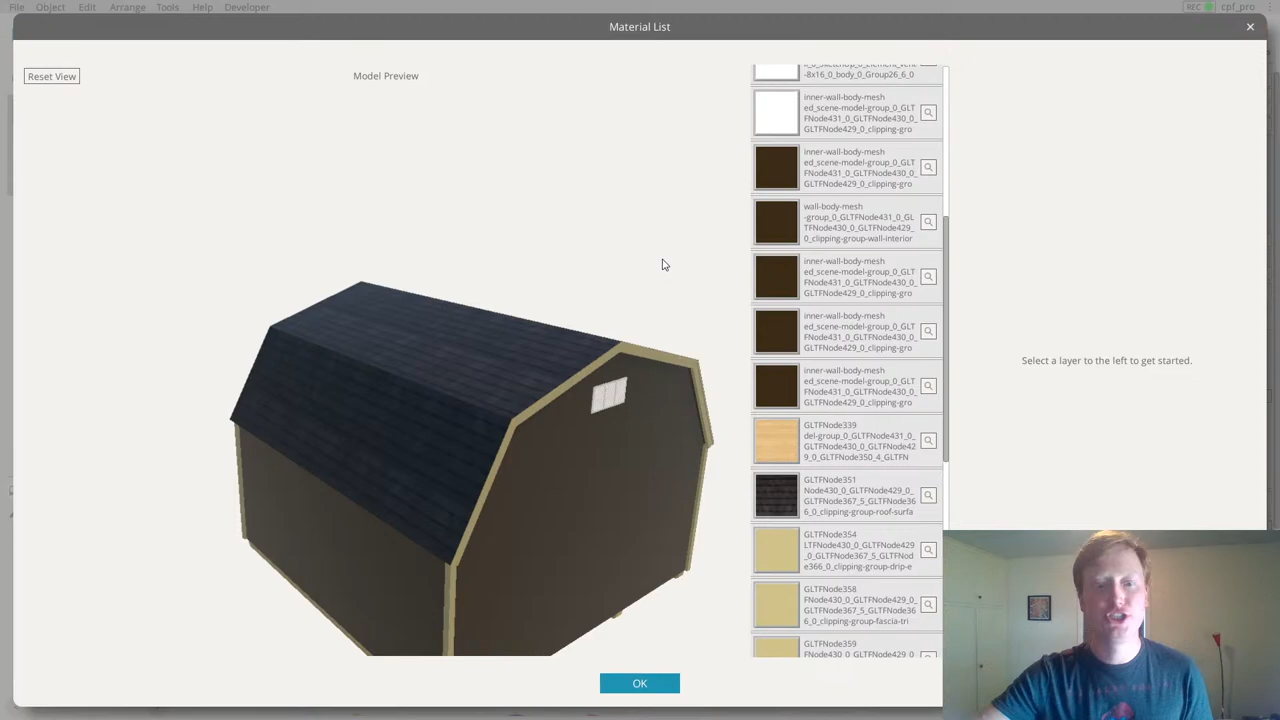 File Object Arrange Tools Help Developer
REC cpf_pro
Material List
Reset View
Model Preview
-8x16_0_body_0_Group26_6_0
inner-wall-body-mesh
ed_scene-model-group_0_GLT
FNode431_0_GLTFNode430_0_
GLTFNode429_0_clipping-gro
inner-wall-body-mesh
ed_scene-model-group_0_GLT
FNode431_0_GLTFNode430_0_
GLTFNode429_0_clipping-gro
wall-body-mesh
-group_0_GLTFNode431_0_GL
TFNode430_0_GLTFNode429_
0_clipping-group-wall-interior
inner-wall-body-mesh
ed_scene-model-group_0_GLT
FNode431_0_GLTFNode430_0_
GLTFNode429_0_clipping-gro
inner-wall-body-mesh
ed_scene-model-group_0_GLT
FNode431_0_GLTFNode430_0_
GLTFNode429_0_clipping-gro
inner-wall-body-mesh
ed_scene-model-group_0_GLT
FNode431_0_GLTFNode430_0_
GLTFNode429_0_clipping-gro
GLTFNode339
del-group_0_GLTFNode431_0_
GLTFNode430_0_GLTFNode42
9_0_GLTFNode350_4_GLTFN
GLTFNode351
Node430_0_GLTFNode429_0_
GLTFNode367_5_GLTFNode36
6_0_clipping-group-roof-surfa
GLTFNode354
LTFNode430_0_GLTFNode429
_0_GLTFNode367_5_GLTFNod
e366_0_clipping-group-drip-e
GLTFNode358
FNode430_0_GLTFNode429_0_
GLTFNode367_5_GLTFNode36
6_0_clipping-group-fascia-tri
GLTFNode359
FNode430_0_GLTFNode429_0
Select a layer to the left to get started.
OK